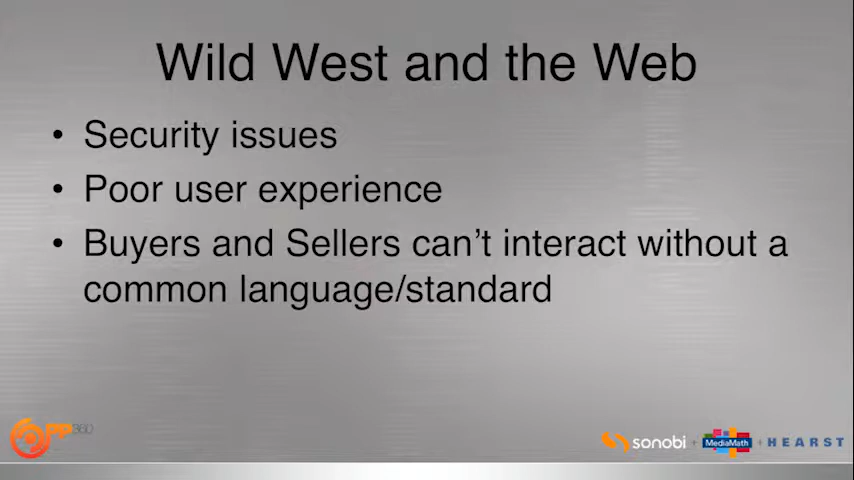 Wild West and the Web
• Security issues
• Poor user experience
• Buyers and Sellers can't interact without a
common language/standard
pp360
sonobi + MediaMath + HEARST